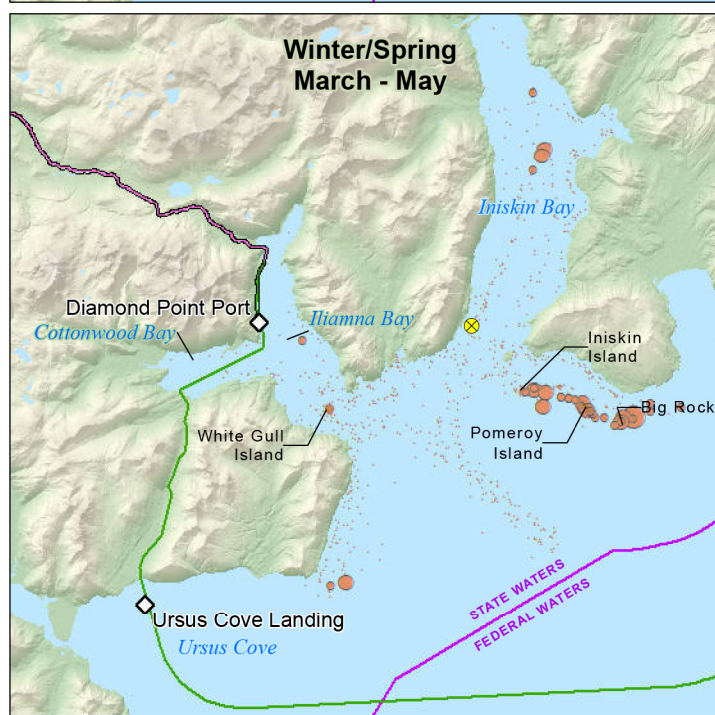 Winter/Spring
March - May
Iniskin Bay
Diamond Point Port
Iliamna Bay
Cottonwood Bay
Iniskin
Island
Big Rock
White Gull
Island
Pomeroy
Island
STATE WATERS
FEDERAL WATERS
Ursus Cove Landing
Ursus Cove